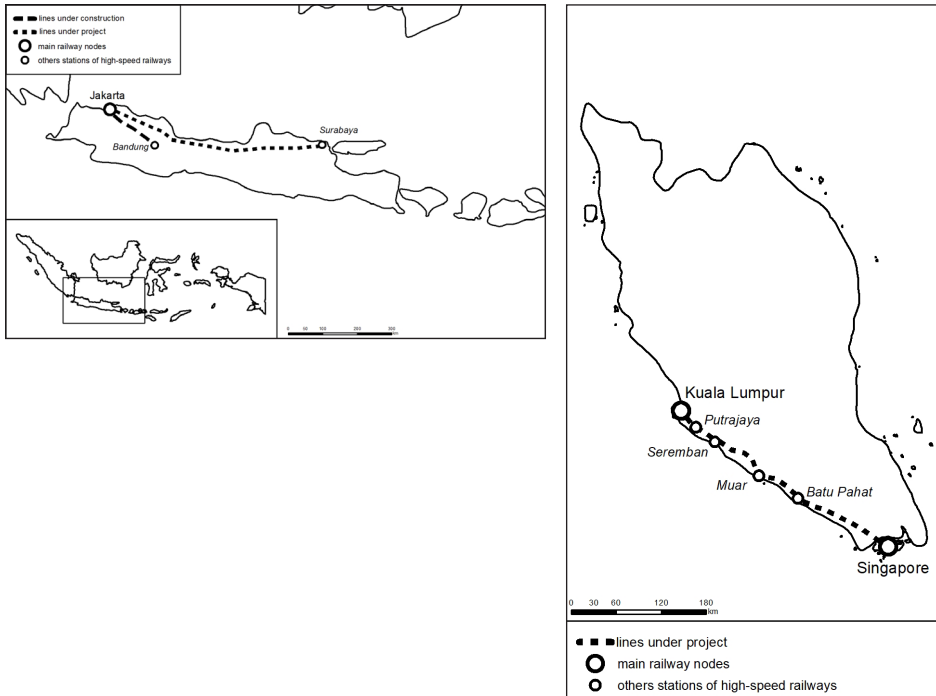 lines under construction
lines under project
main railway nodes
others stations of high-speed railways
Jakarta
Surabaya
Bandung
0 50 100 200 300
km
Kuala Lumpur
Putrajaya
Seremban
Muar
Batu Pahat
Singapore
0 30 60 120 180
km
lines under project
main railway nodes
others stations of high-speed railways